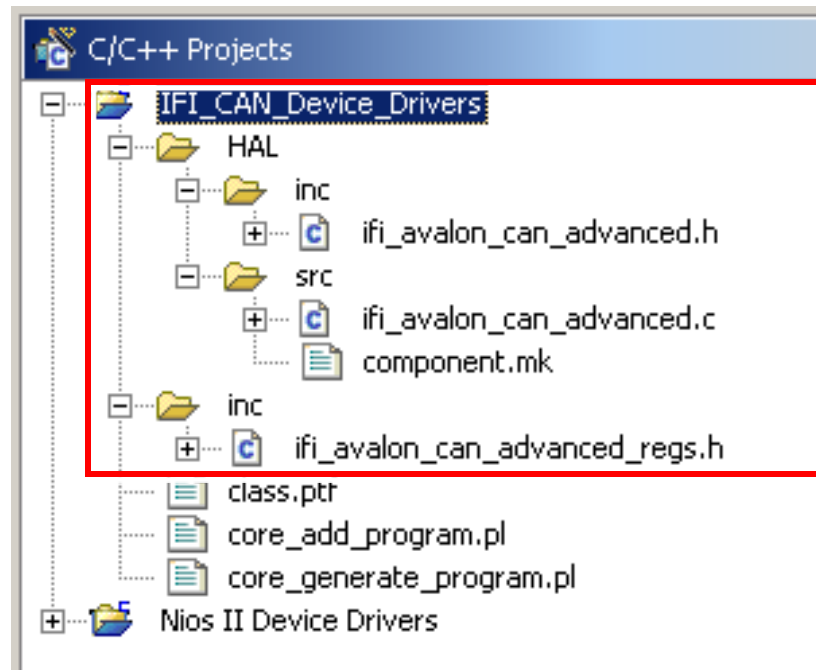 C/C++ Projects
IFI_CAN_Device_Drivers
HAL
inc
ifi_avalon_can_advanced.h
src
ifi_avalon_can_advanced.c
component.mk
inc
ifi_avalon_can_advanced_regs.h
class.ptf
core_add_program.pl
core_generate_program.pl
Nios II Device Drivers